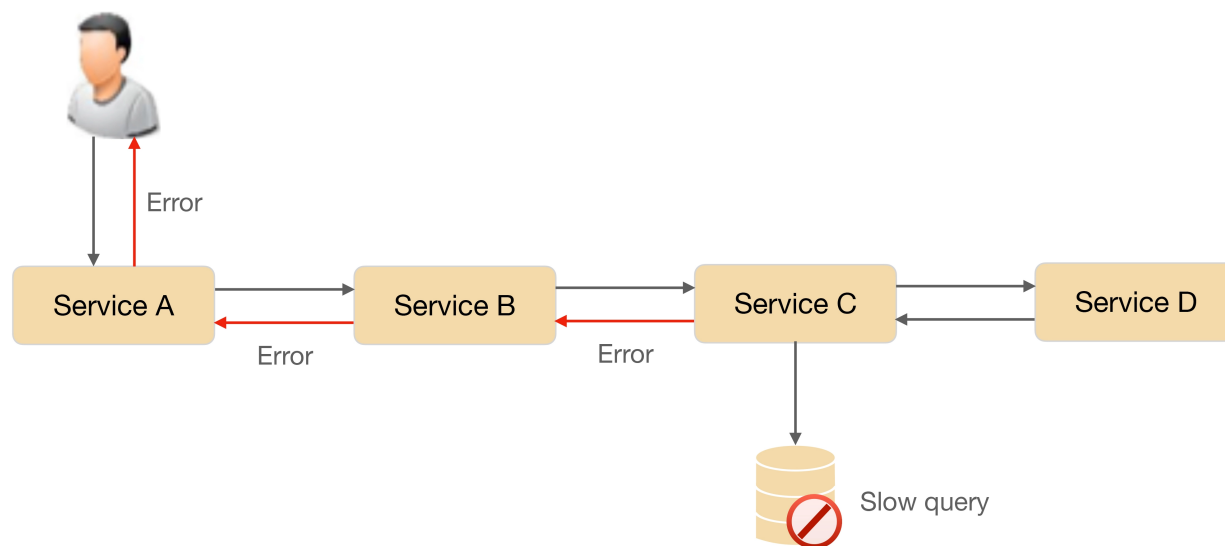 Error
Service A
Service B
Service C
Service D
Error
Error
Slow query